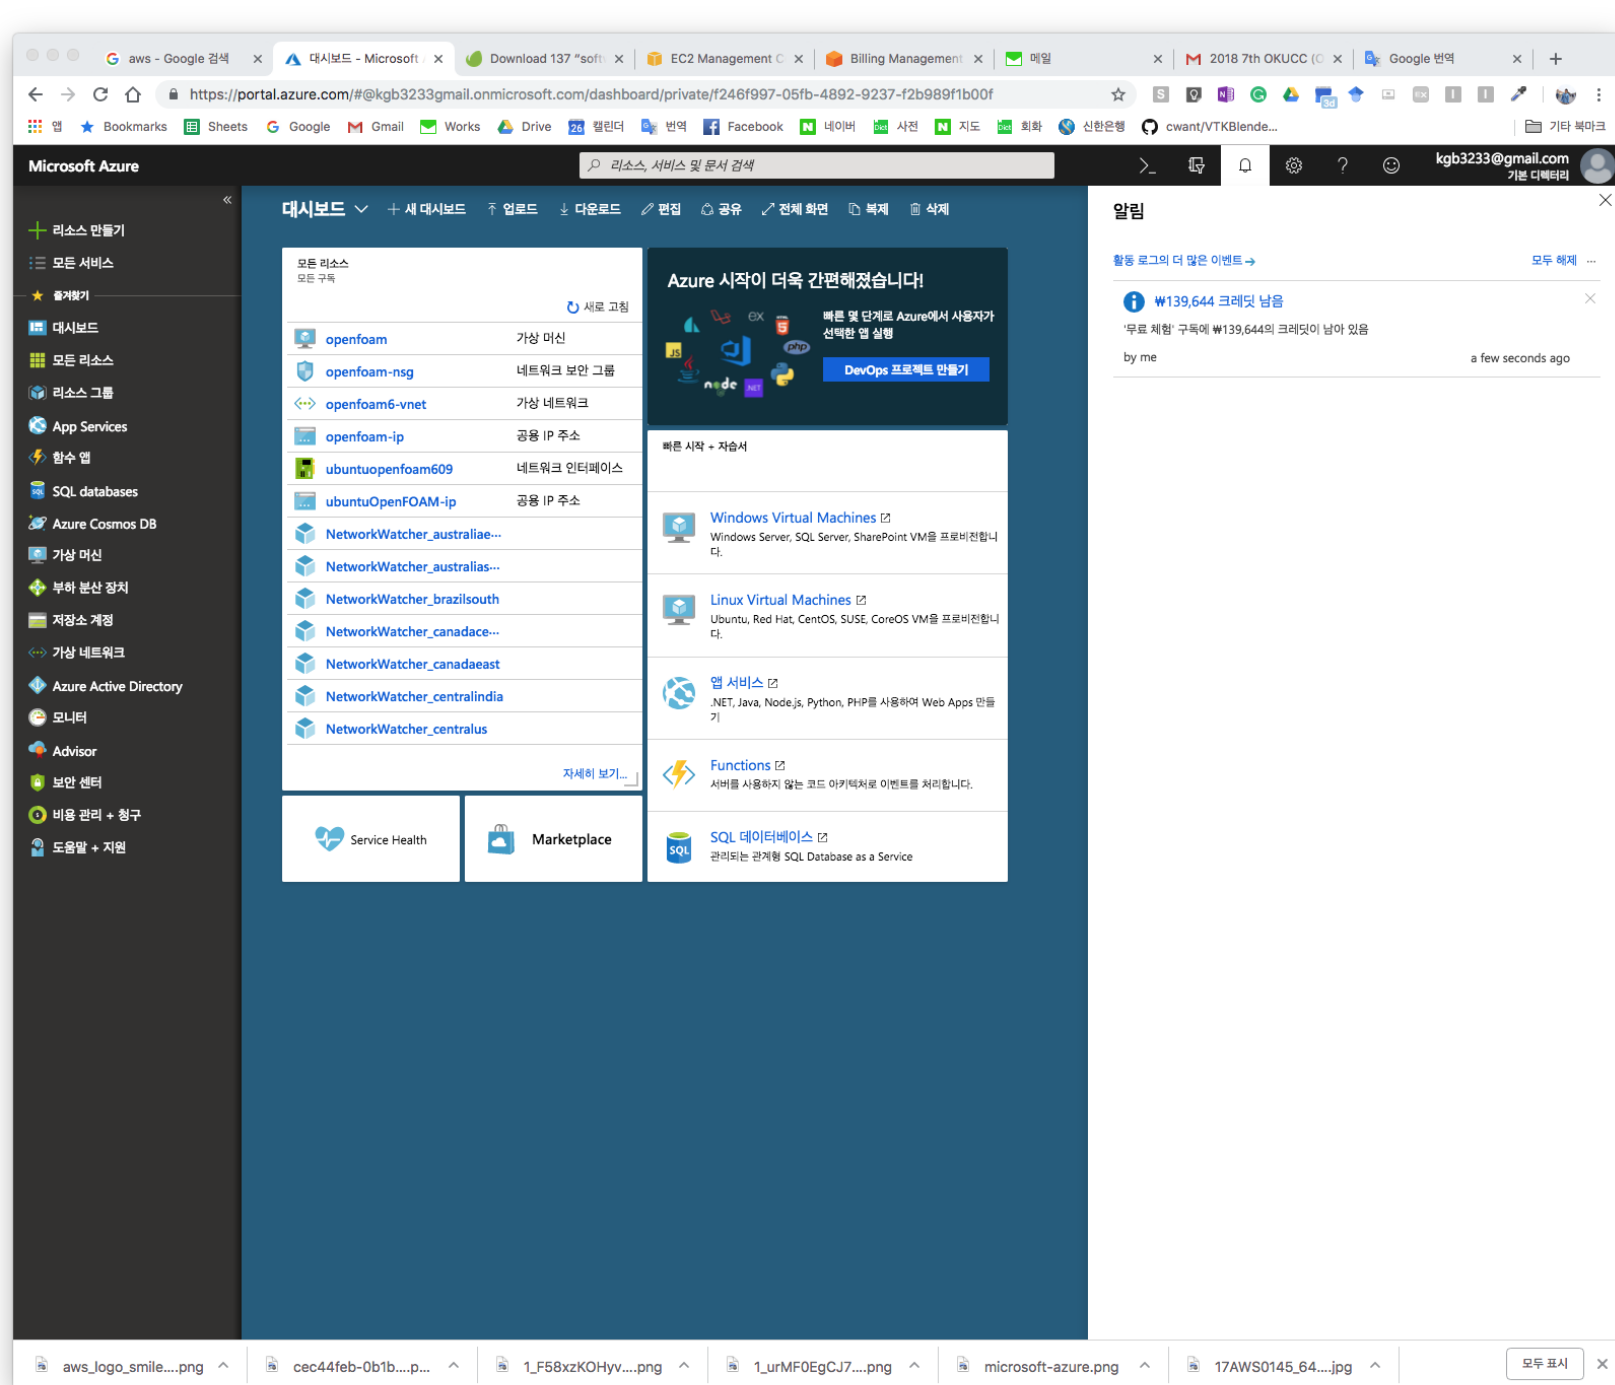 aws - Google 검색
대시보드 - Microsoft
Download 137 "soft
EC2 Management C
Billing Management
메일
2018 7th OKUCC (O
Google 번역
https://portal.azure.com/#@kgb3233gmail.onmicrosoft.com/dashboard/private/f246f997-05fb-4892-9237-f2b989f1b00f
앱 Bookmarks Sheets Google Gmail Works Drive 26 캘린더 번역 Facebook 네이버 Dict 사전 지도 Dict 회화 신한은행 cwant/VTKBlende... 기타 북마크
Microsoft Azure
리소스, 서비스 및 문서 검색
kgb3233@gmail.com
기본 디렉터리
리소스 만들기
모든 서비스
즐겨찾기
대시보드
모든 리소스
리소스 그룹
App Services
함수 앱
SQL databases
Azure Cosmos DB
가상 머신
부하 분산 장치
저장소 계정
가상 네트워크
Azure Active Directory
모니터
Advisor
보안 센터
비용 관리 + 청구
도움말 + 지원
대시보드 + 새 대시보드 업로드 다운로드 편집 공유 전체 화면 복제 삭제
모든 리소스
모든 구독
새로 고침
openfoam 가상 머신
openfoam-nsg 네트워크 보안 그룹
openfoam6-vnet 가상 네트워크
openfoam-ip 공용 IP 주소
ubuntuopenfoam609 네트워크 인터페이스
ubuntuOpenFOAM-ip 공용 IP 주소
NetworkWatcher_australiae...
NetworkWatcher_australias...
NetworkWatcher_brazilsouth
NetworkWatcher_canadace...
NetworkWatcher_canadaeast
NetworkWatcher_centralindia
NetworkWatcher_centralus
자세히 보기...
Service Health
Marketplace
Azure 시작이 더욱 간편해졌습니다!
ex
JS
php
node
.NET
빠른 몇 단계로 Azure에서 사용자가
선택한 앱 실행
DevOps 프로젝트 만들기
빠른 시작 + 자습서
Windows Virtual Machines
Windows Server, SQL Server, SharePoint VM을 프로비전합니
다.
Linux Virtual Machines
Ubuntu, Red Hat, CentOS, SUSE, CoreOS VM을 프로비전합니
다.
앱 서비스
.NET, Java, Node.js, Python, PHP를 사용하여 Web Apps 만들
기
Functions
서버를 사용하지 않는 코드 아키텍처로 이벤트를 처리합니다.
SQL
SQL 데이터베이스
관리되는 관계형 SQL Database as a Service
알림
활동 로그의 더 많은 이벤트
모두 해제 ...
₩139,644 크레딧 남음
'무료 체험' 구독에 ₩139,644의 크레딧이 남아 있음
by me
a few seconds ago
aws_logo_smile....png
cec44feb-0b1b....p...
1_F58xzKOHyv....png
1_urMF0EgCJ7....png
microsoft-azure.png
17AWS0145_64....jpg
모두 표시